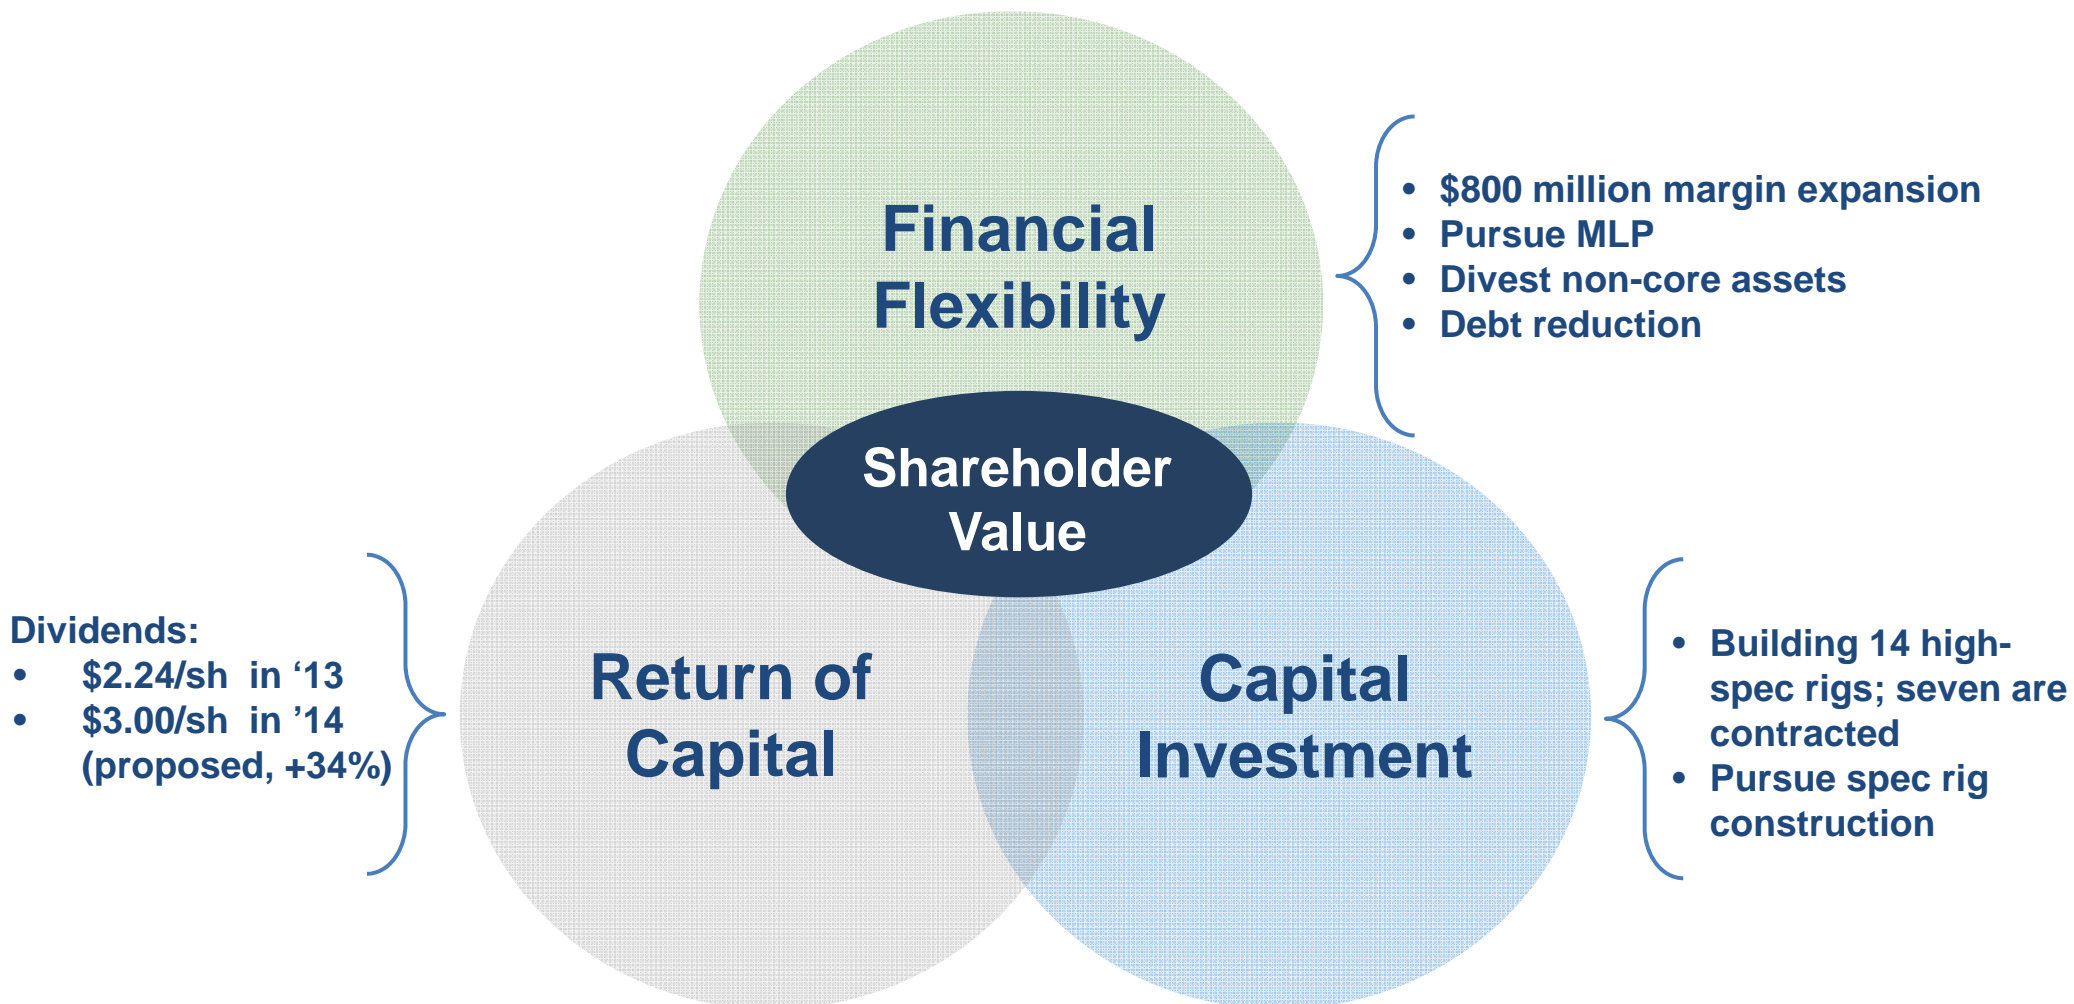 Financial
Flexibility
• $800 million margin expansion
• Pursue MLP
• Divest non-core assets
• Debt reduction
Shareholder
Value
Dividends:
• $2.24/sh in ‘13
• $3.00/sh in ’14
(proposed, +34%)
Return of
Capital
Capital
Investment
• Building 14 high-
spec rigs; seven are
contracted
• Pursue spec rig
construction